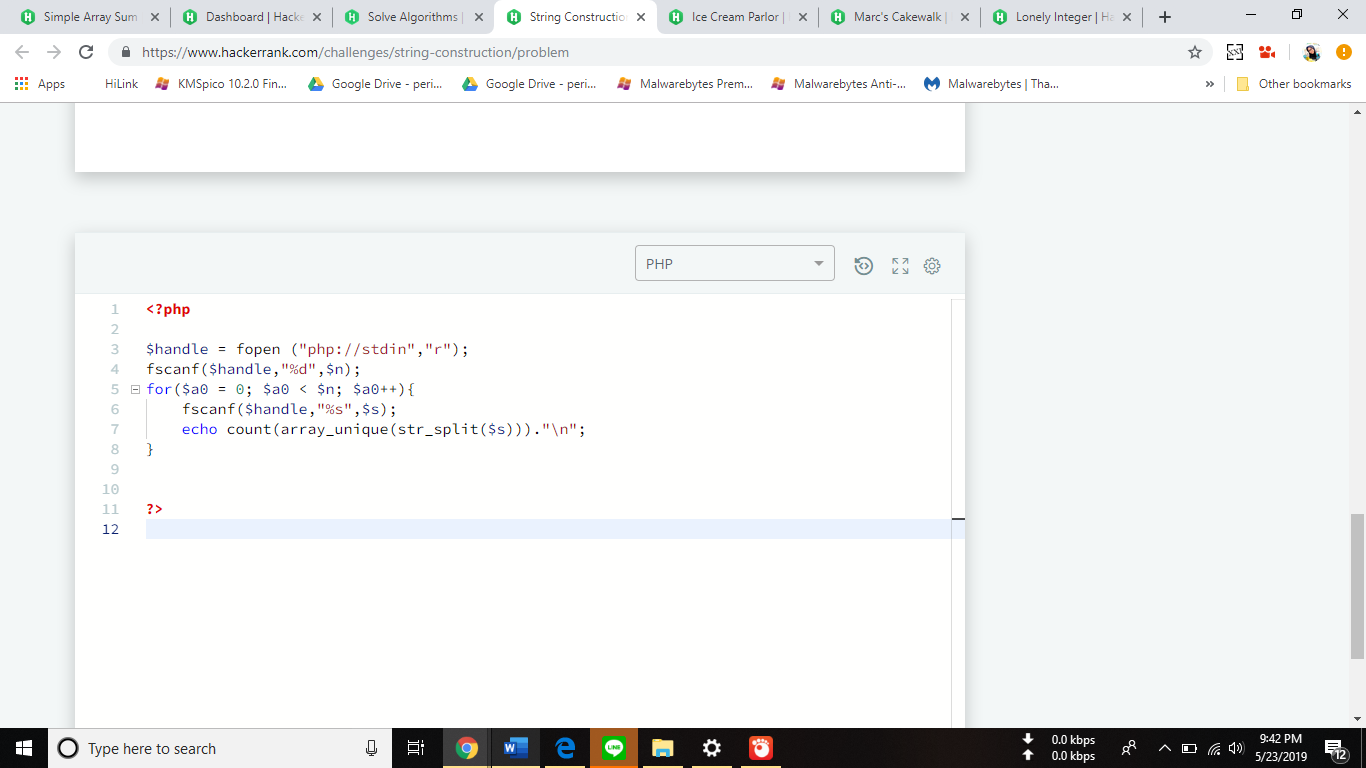 Simple Array Sum
Dashboard | Hacke
Solve Algorithms |
String Constructio
Ice Cream Parlor |
Marc's Cakewalk |
Lonely Integer | Ha
https://www.hackerrank.com/challenges/string-construction/problem
Apps
HiLink
KMSpico 10.2.0 Fin...
Google Drive - peri...
Google Drive - peri...
Malwarebytes Prem...
Malwarebytes Anti-...
Malwarebytes | Tha...
»
Other bookmarks
PHP
1 <?php
2
3 $handle = fopen ("php://stdin","r");
4 fscanf($handle,"%d",$n);
5 for($a0 = 0; $a0 < $n; $a0++){
6 fscanf($handle,"%s",$s);
7 echo count(array_unique(str_split($s)))."\n";
8 }
9
10
11 ?>
12
Type here to search
W
LINE
0.0 kbps
0.0 kbps
9:42 PM
5/23/2019
12